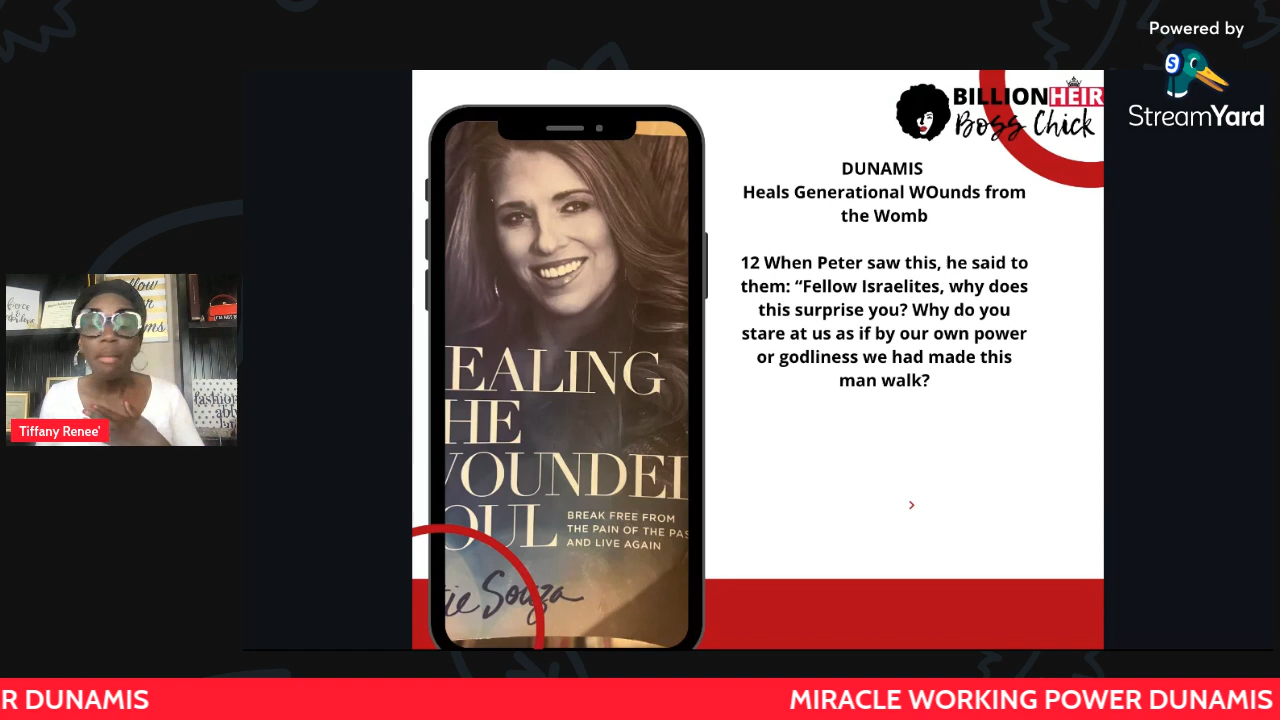 Powered by
StreamYard
BILLIONHEIR
Boss Chick
DUNAMIS
Heals Generational WOunds from
the Womb
12 When Peter saw this, he said to
them: “Fellow Israelites, why does
this surprise you? Why do you
stare at us as if by our own power
or godliness we had made this
man walk?
EALING
HE
OUNDE
OUL
BREAK FREE FROM
THE PAIN OF THE PAS
AND LIVE AGAIN
ie Souza
Tiffany Renee'
R DUNAMIS
MIRACLE WORKING POWER DUNAMIS